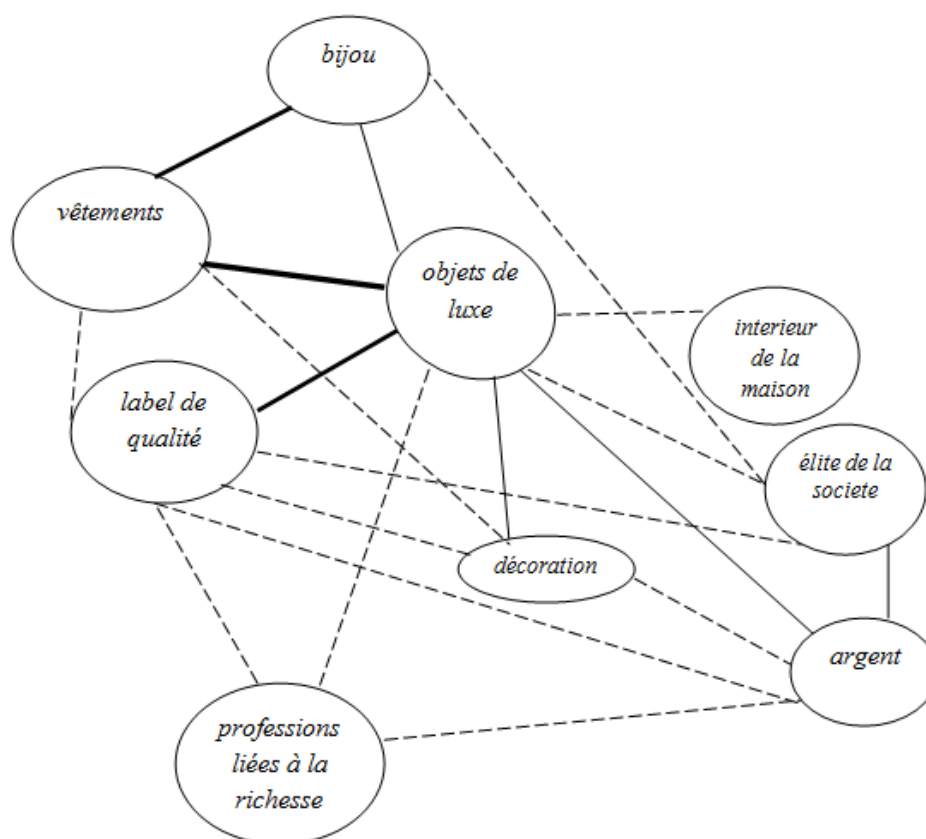 bijou
vêtements
objets de
luxe
interieur
de la
maison
label de
qualité
élite de la
societe
décoration
argent
professions
liées à la
richesse